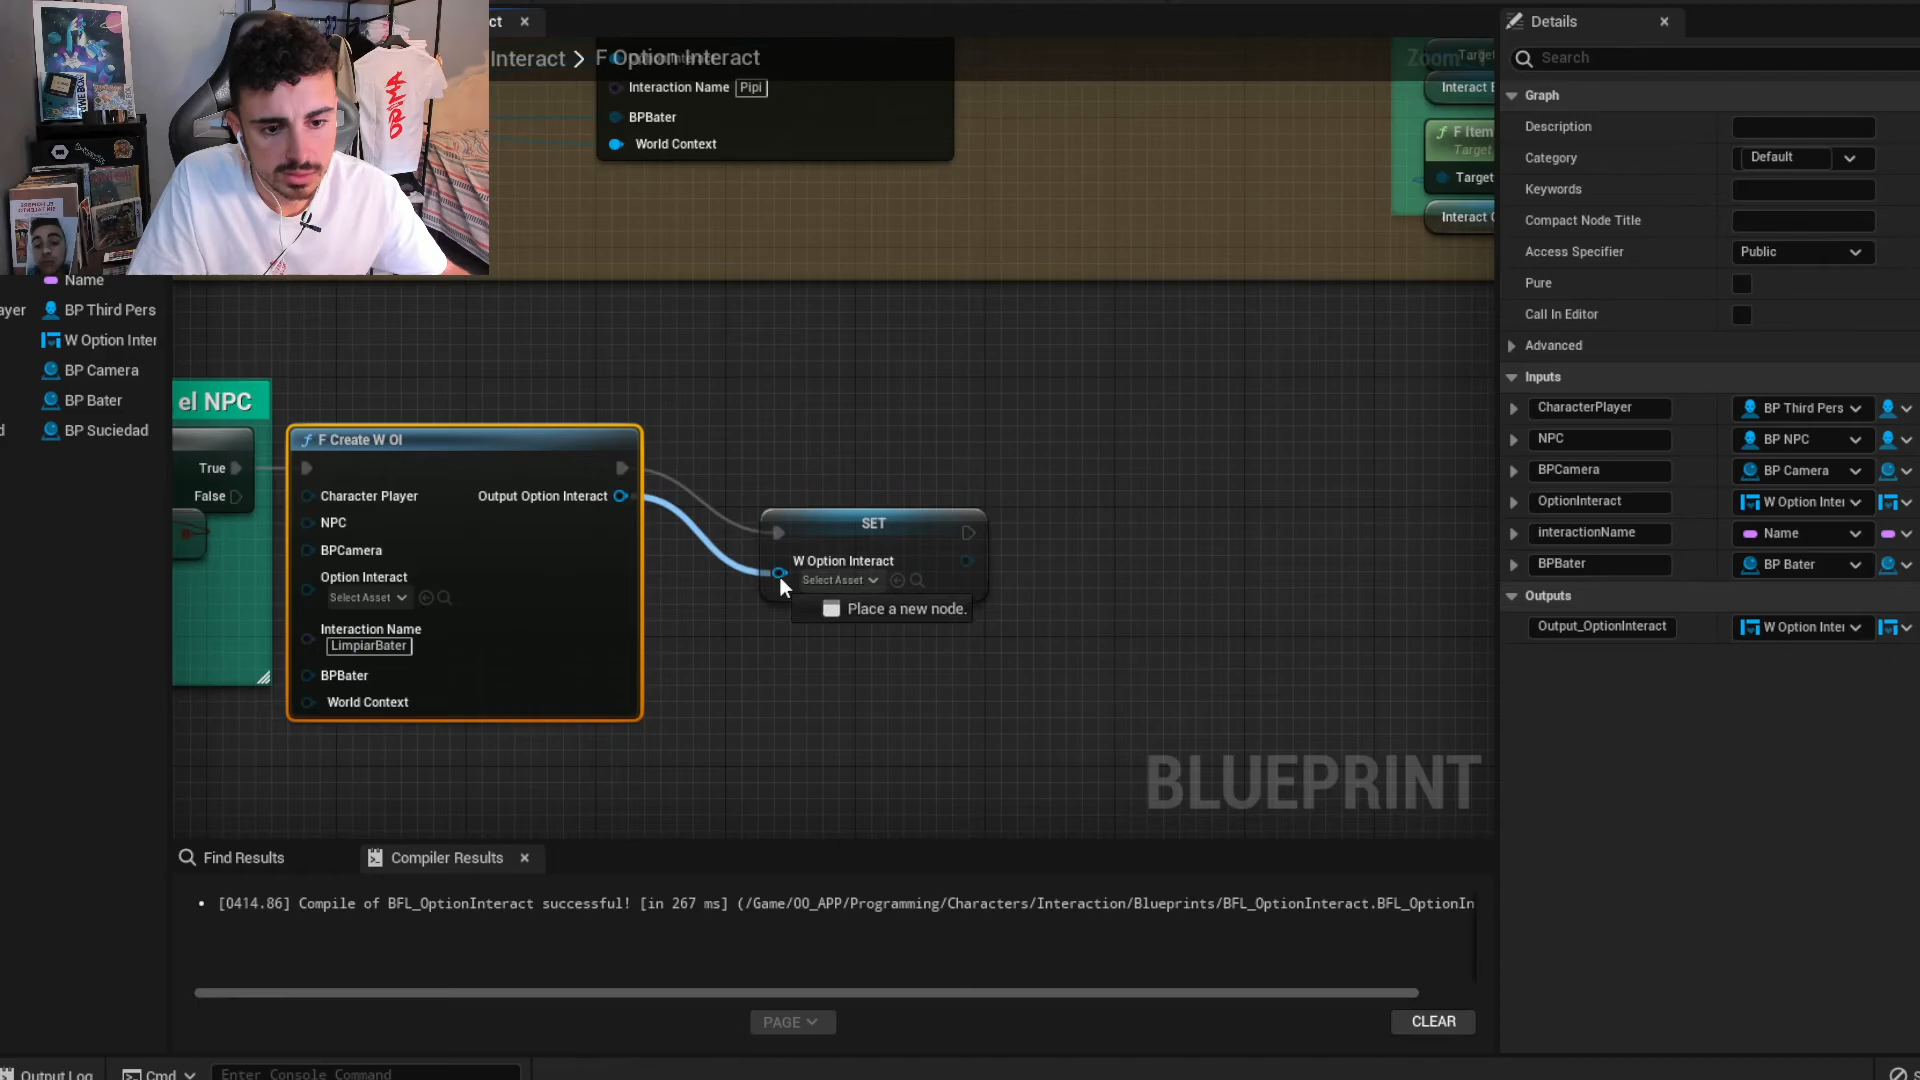 ct
Interact > F Option Interact
Interaction Name Pipi
BPBater
World Context
Zoom -1
Target
Interact
F Item
Target
Target
Interact
Name
ayer BP Third Pers
W Option Inter
BP Camera
BP Bater
d BP Suciedad
el NPC
True
False
F Create W OI
Character Player Output Option Interact
NPC
BPCamera
Option Interact
Select Asset
Interaction Name
LimpiarBater
BPBater
World Context
SET
W Option Interact
Select Asset
Place a new node.
BLUEPRINT
Find Results Compiler Results
• [0414.86] Compile of BFL_OptionInteract successful! [in 267 ms] (/Game/OO_APP/Programming/Characters/Interaction/Blueprints/BFL_OptionInteract.BFL_OptionIn
PAGE
CLEAR
Output Log Cmd Enter Console Command
Details
Search
Graph
Description
Category Default
Keywords
Compact Node Title
Access Specifier Public
Pure
Call In Editor
Advanced
Inputs
CharacterPlayer BP Third Pers
NPC BP NPC
BPCamera BP Camera
OptionInteract W Option Inter
interactionName Name
BPBater BP Bater
Outputs
Output_OptionInteract W Option Inter